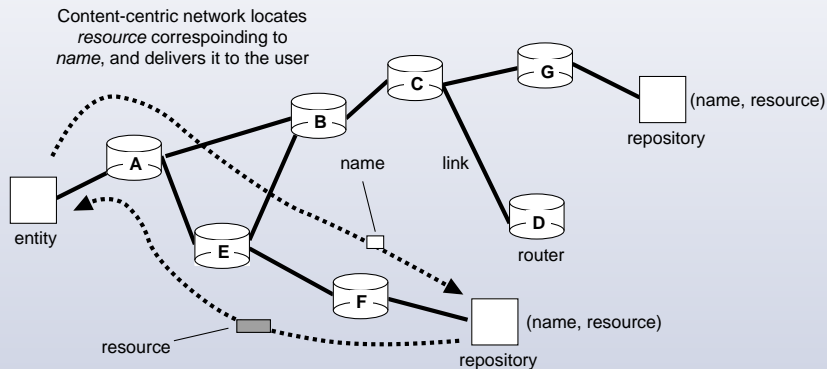 Content-centric network locates
resource correspoinding to
name, and delivers it to the user
C
G
(name, resource)
repository
B
A
name
link
entity
E
D
router
F
(name, resource)
resource
repository